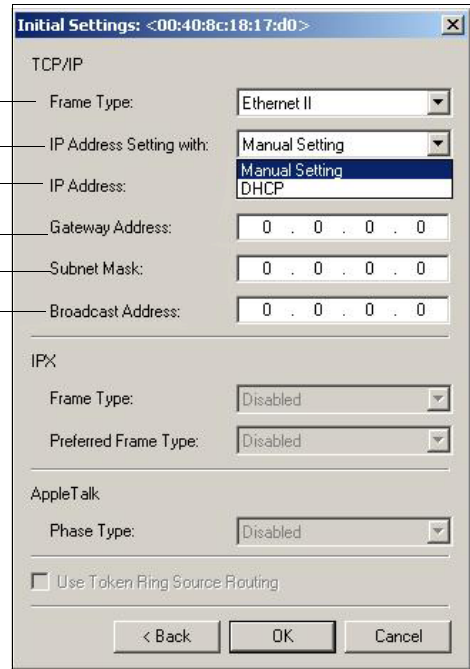 Initial Settings: <00:40:8c:18:17:d0>
TCP/IP
Frame Type: Ethernet II
IP Address Setting with: Manual Setting
Manual Setting
IP Address: DHCP
Gateway Address: 0 . 0 . 0 . 0
Subnet Mask: 0 . 0 . 0 . 0
Broadcast Address: 0 . 0 . 0 . 0
IPX
Frame Type: Disabled
Preferred Frame Type: Disabled
AppleTalk
Phase Type: Disabled
Use Token Ring Source Routing
< Back OK Cancel